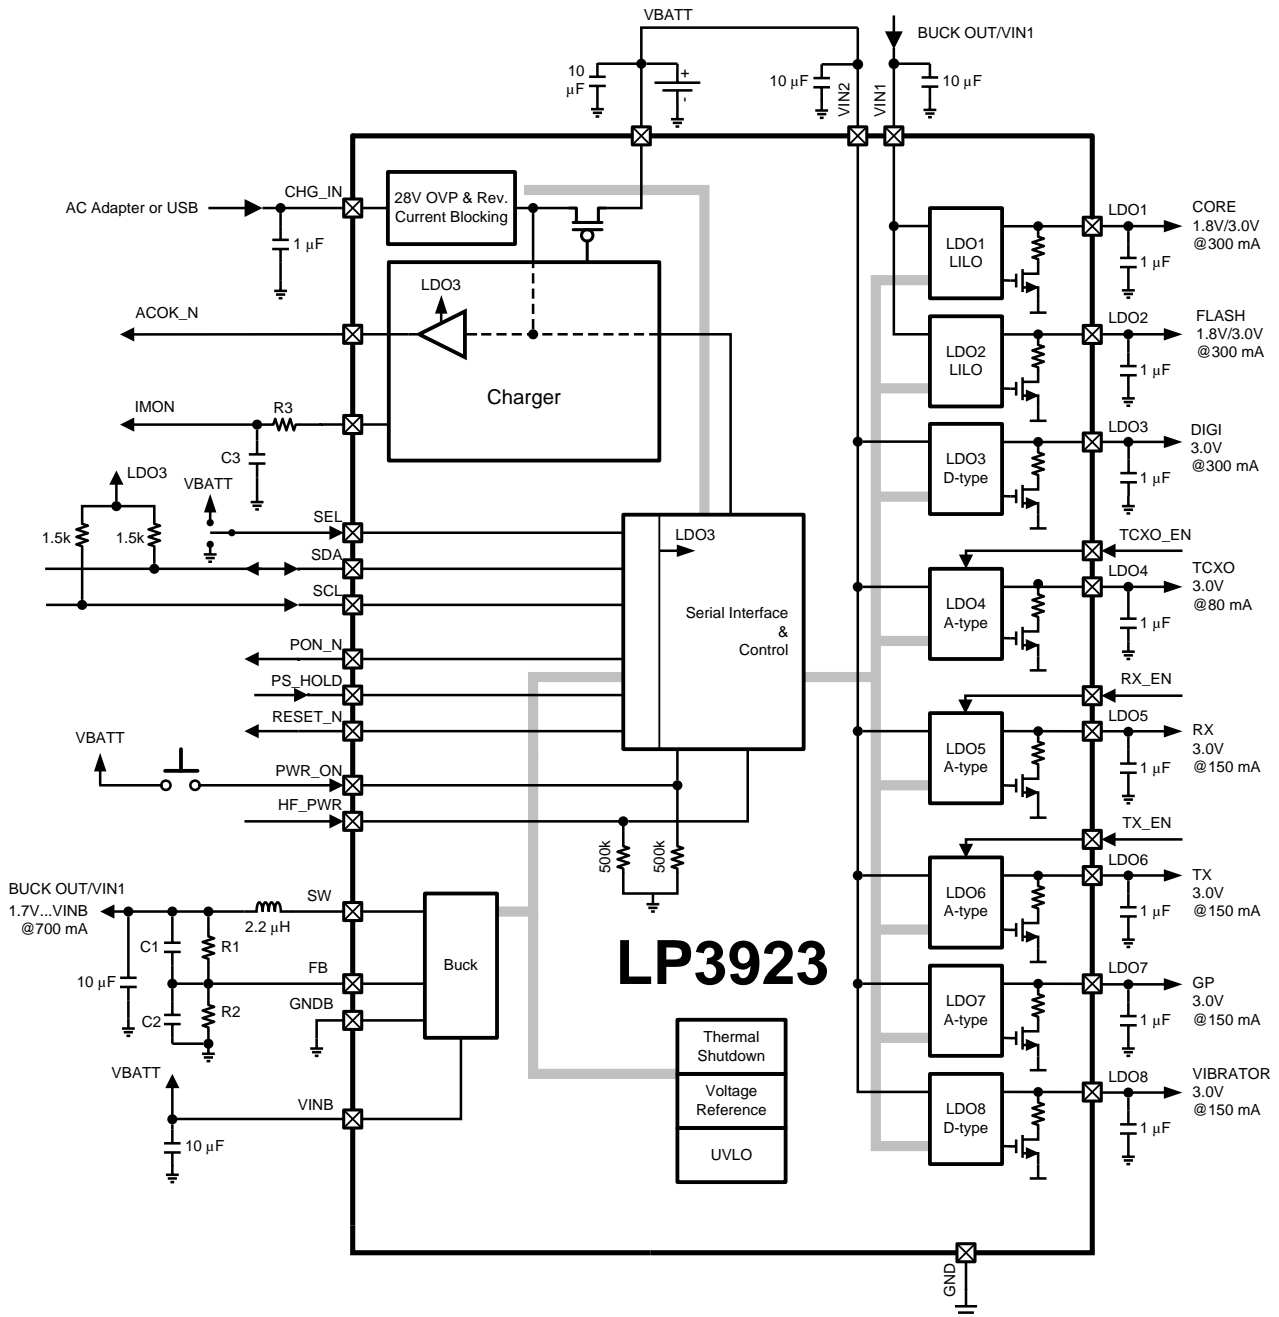 VBATT
BUCK OUT/VIN1
10
µF
+
-
10 µF
VIN2
VIN1
10 µF
AC Adapter or USB
CHG_IN
1 µF
28V OVP & Rev.
Current Blocking
LDO3
Charger
ACOK_N
IMON
R3
C3
LDO3
VBATT
1.5k
1.5k
SEL
SDA
SCL
PON_N
PS_HOLD
RESET_N
VBATT
PWR_ON
HF_PWR
LDO3
Serial Interface
&
Control
500k
500k
BUCK OUT/VIN1
1.7V...VINB
@700 mA
SW
2.2 µH
C1
R1
10 µF
FB
GNDB
C2
R2
Buck
VBATT
VINB
10 µF
LP3923
Thermal
Shutdown
Voltage
Reference
UVLO
LDO1
LILO
LDO1
CORE
1.8V/3.0V
@300 mA
1 µF
LDO2
LILO
LDO2
FLASH
1.8V/3.0V
@300 mA
1 µF
LDO3
D-type
LDO3
DIGI
3.0V
@300 mA
1 µF
TCXO_EN
LDO4
A-type
LDO4
TCXO
3.0V
@80 mA
1 µF
RX_EN
LDO5
A-type
LDO5
RX
3.0V
@150 mA
1 µF
TX_EN
LDO6
A-type
LDO6
TX
3.0V
@150 mA
1 µF
LDO7
A-type
LDO7
GP
3.0V
@150 mA
1 µF
LDO8
D-type
LDO8
VIBRATOR
3.0V
@150 mA
1 µF
GND